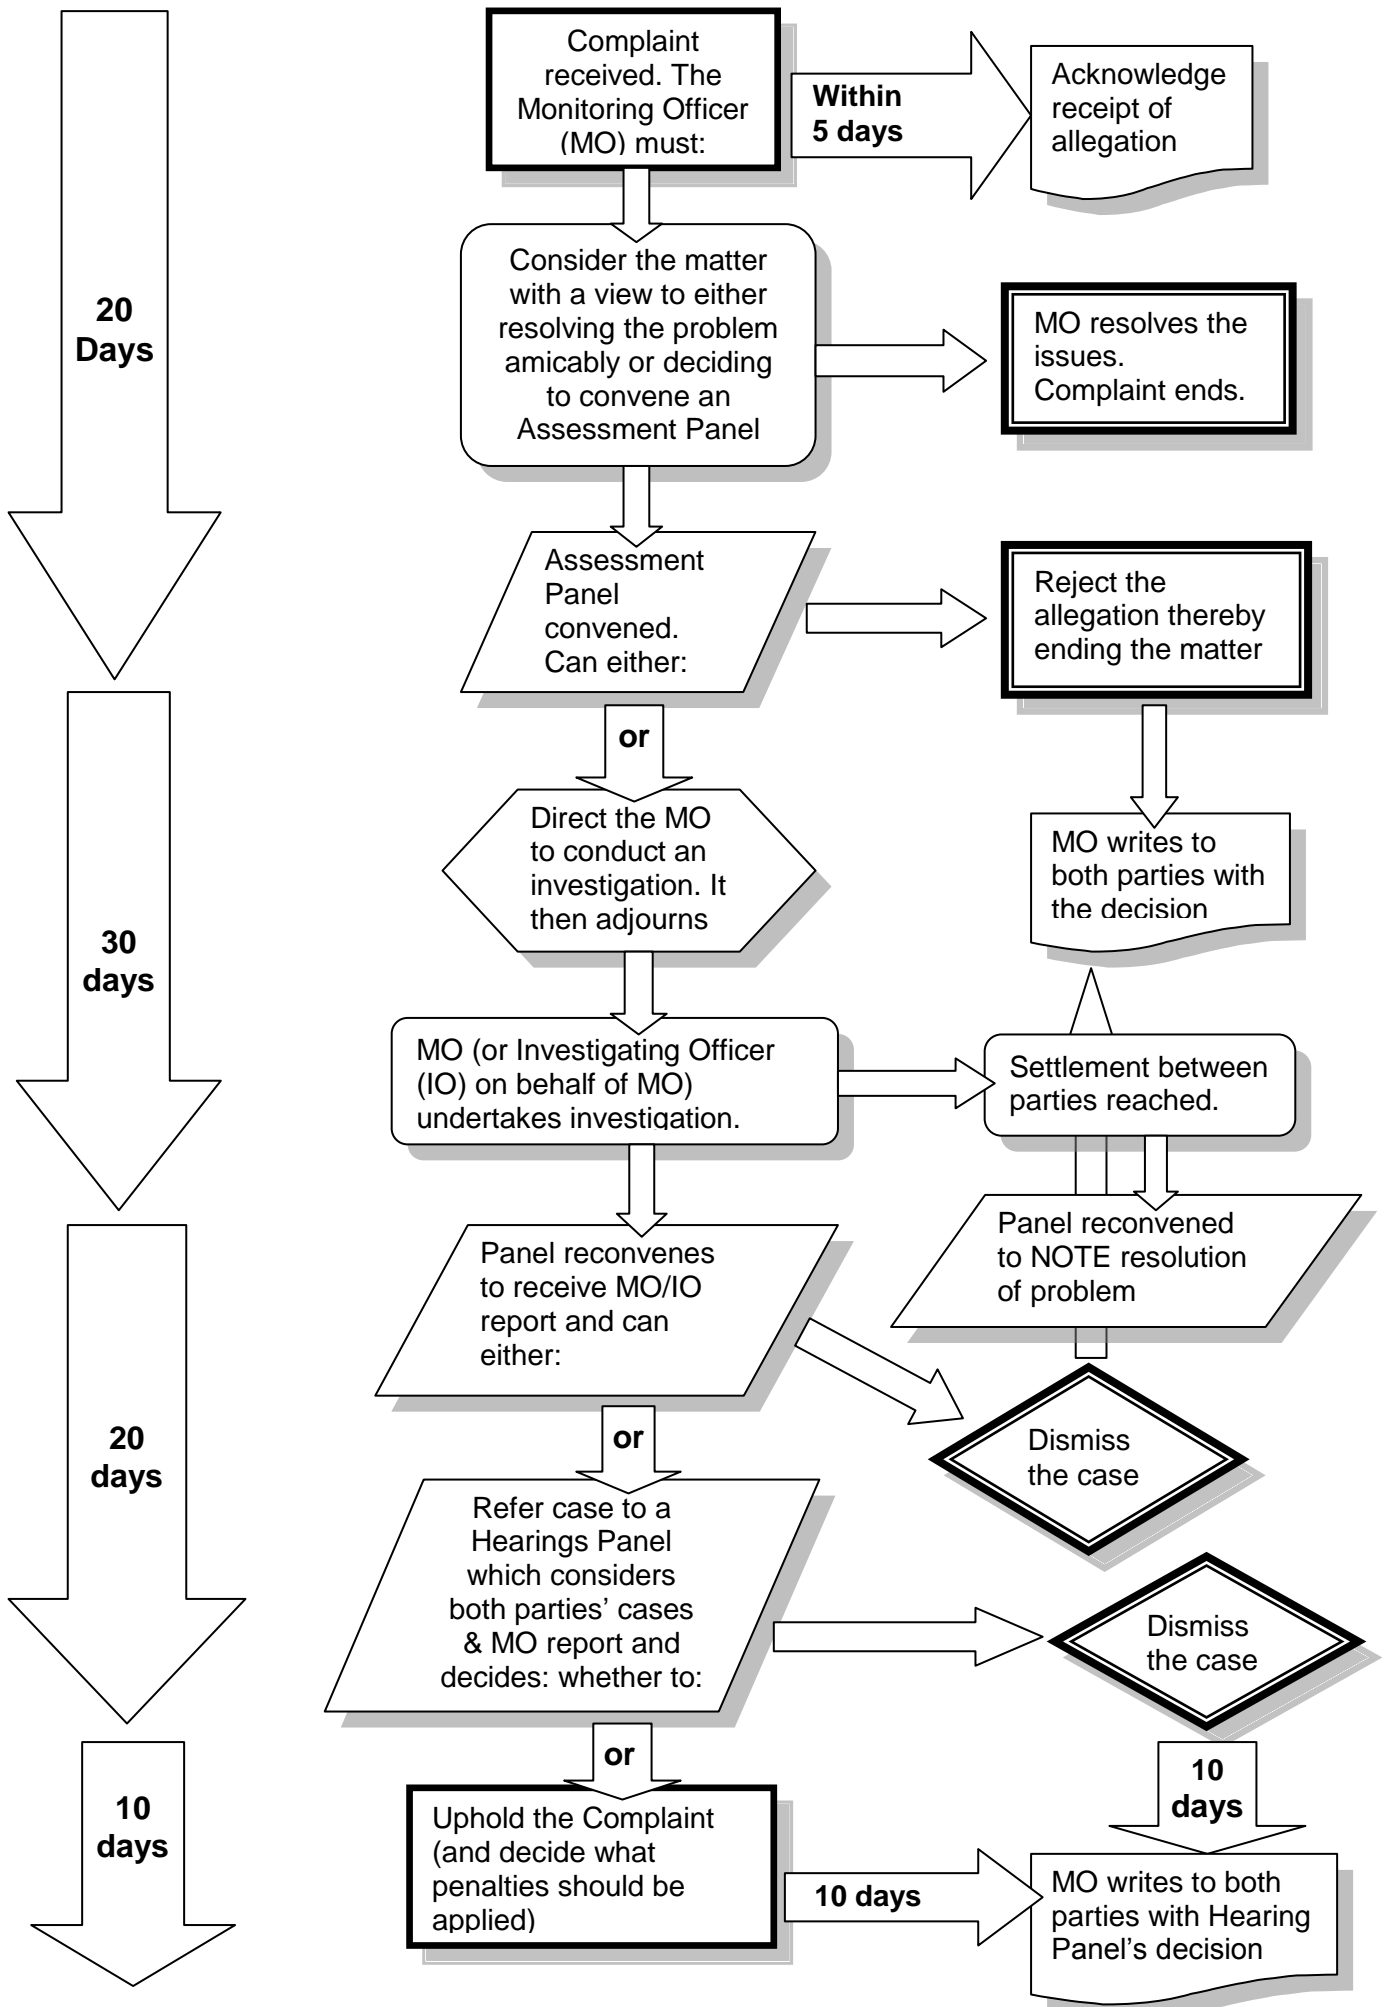 Complaint
received. The
Monitoring Officer
(MO) must:
Within
5 days
Acknowledge
receipt of
allegation
20
Days
Consider the matter
with a view to either
resolving the problem
amicably or deciding
to convene an
Assessment Panel
MO resolves the
issues.
Complaint ends.
Assessment
Panel
convened.
Can either:
Reject the
allegation thereby
ending the matter
or
30
days
Direct the MO
to conduct an
investigation. It
then adjourns
MO writes to
both parties with
the decision
MO (or Investigating Officer
(IO) on behalf of MO)
undertakes investigation.
Settlement between
parties reached.
20
days
Panel reconvenes
to receive MO/IO
report and can
either:
Panel reconvened
to NOTE resolution
of problem
or
Dismiss
the case
Refer case to a
Hearings Panel
which considers
both parties’ cases
& MO report and
decides: whether to:
Dismiss
the case
or
10
days
10
days
Uphold the Complaint
(and decide what
penalties should be
applied)
10 days
MO writes to both
parties with Hearing
Panel’s decision